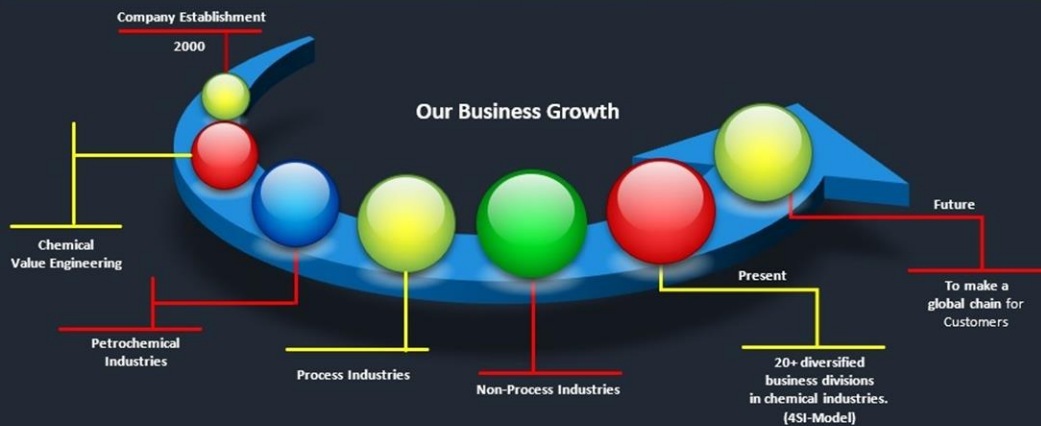 Company Establishment
2000
Our Business Growth
Chemical
Value Engineering
Petrochemical
Industries
Process Industries
Non-Process Industries
Present
20+ diversified
business divisions
in chemical industries.
(4SI-Model)
Future
To make a
global chain for
Customers